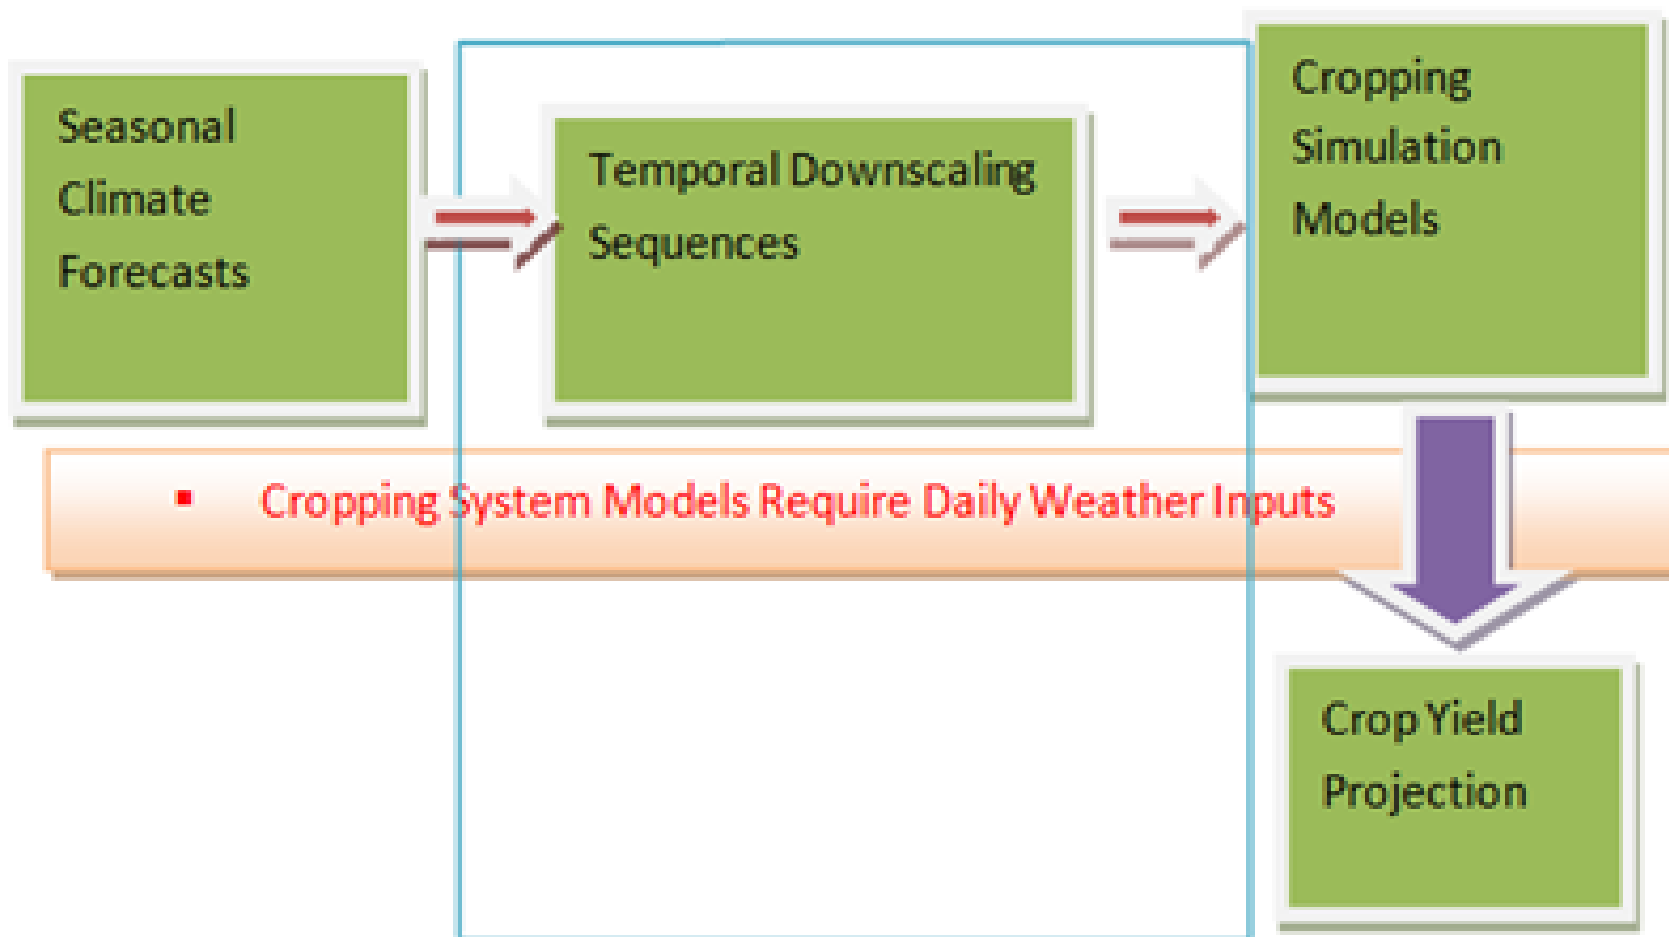 Seasonal
Climate
Forecasts
Temporal Downscaling
Sequences
Cropping
Simulation
Models
▪ Cropping System Models Require Daily Weather Inputs
Crop Yield
Projection